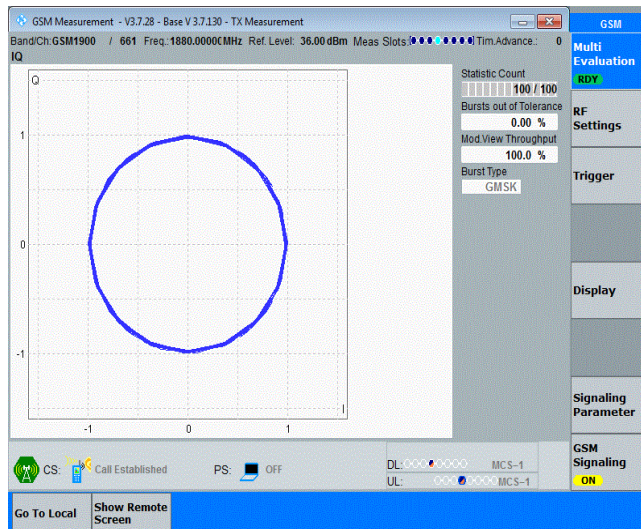 GSM Measurement - V3.7.28 - Base V 3.7.130 - TX Measurement
GSM
Band/Ch:GSM1900 / 661 Freq.:1880.00000MHz Ref. Level: 36.00 dBm Meas Slots: Tim.Advance.: 0
IQ
Q
1
0
-1
-1
0
1
I
Statistic Count
100 / 100
Bursts out of Tolerance
0.00 %
Mod.View Throughput
100.0 %
Burst Type
GMSK
Multi
Evaluation
RDY
RF
Settings
Trigger
Display
Signaling
Parameter
GSM
Signaling
ON
CS: Call Established PS: OFF
DL: MCS-1
UL: MCS-1
Go To Local
Show Remote
Screen